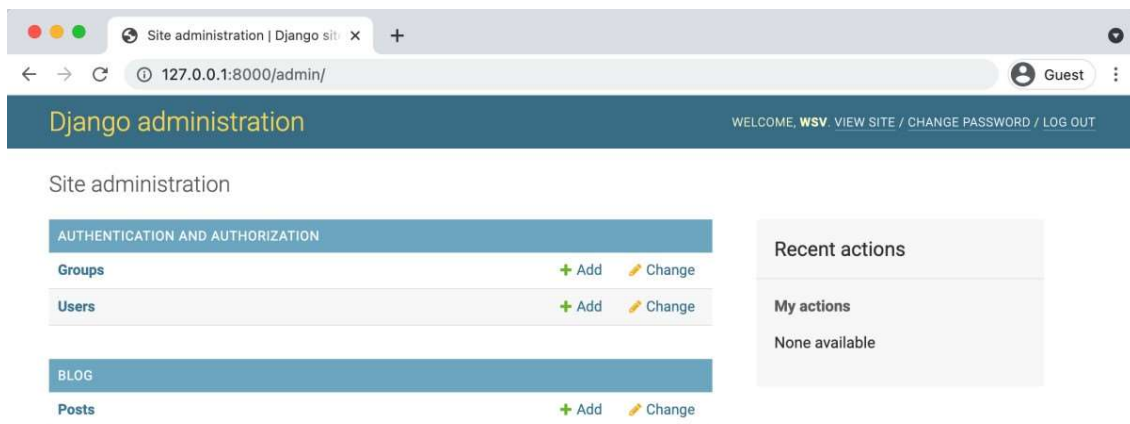 Site administration | Django sit
127.0.0.1:8000/admin/
Guest
Django administration
WELCOME, WSV. VIEW SITE / CHANGE PASSWORD / LOG OUT
Site administration
AUTHENTICATION AND AUTHORIZATION
Groups + Add Change
Users + Add Change
BLOG
Posts + Add Change
Recent actions
My actions
None available